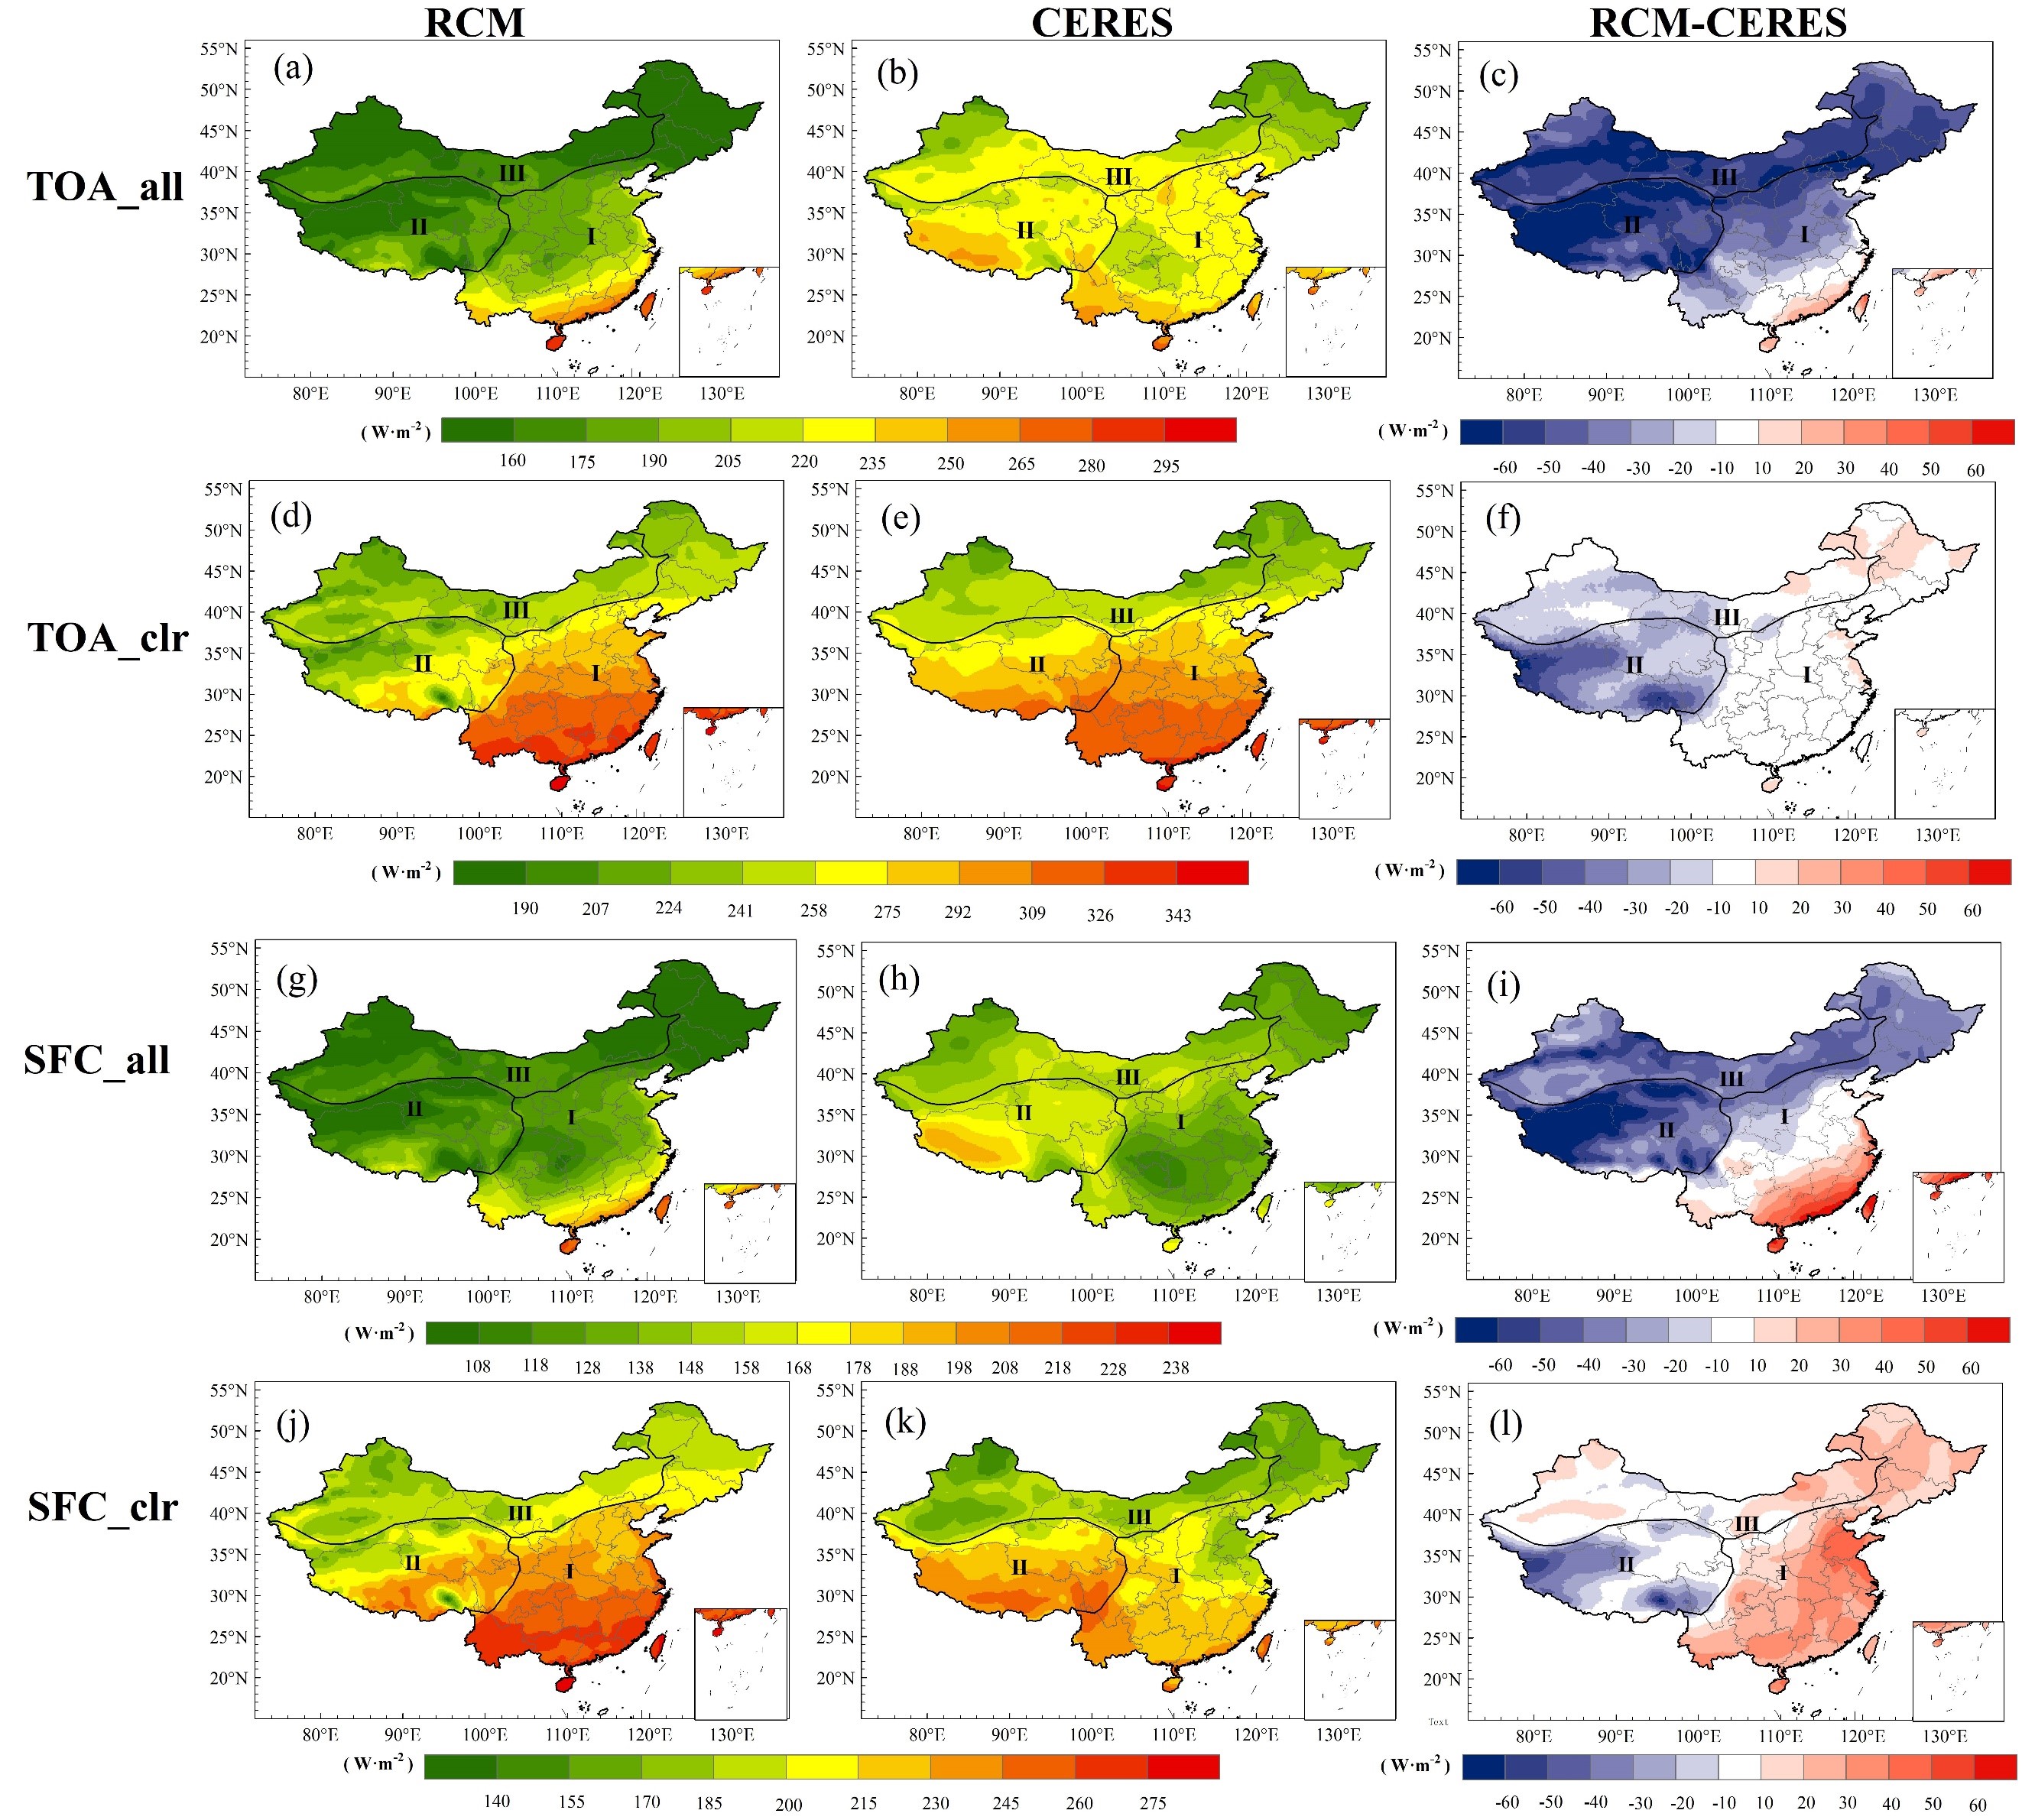 RCM CERES RCM-CERES
TOA_all
(a) (b) (c)
55°N 50°N 45°N 40°N 35°N 30°N 25°N 20°N
55°N 50°N 45°N 40°N 35°N 30°N 25°N 20°N
55°N 50°N 45°N 40°N 35°N 30°N 25°N 20°N
III II I
III II I
III II I
80°E 90°E 100°E 110°E 120°E 130°E
80°E 90°E 100°E 110°E 120°E 130°E
80°E 90°E 100°E 110°E 120°E 130°E
( W·m-2 )
160 175 190 205 220 235 250 265 280 295
( W·m-2 )
-60 -50 -40 -30 -20 -10 10 20 30 40 50 60
TOA_clr
(d) (e) (f)
55°N 50°N 45°N 40°N 35°N 30°N 25°N 20°N
55°N 50°N 45°N 40°N 35°N 30°N 25°N 20°N
55°N 50°N 45°N 40°N 35°N 30°N 25°N 20°N
III II I
III II I
III II I
80°E 90°E 100°E 110°E 120°E 130°E
80°E 90°E 100°E 110°E 120°E 130°E
80°E 90°E 100°E 110°E 120°E 130°E
( W·m-2 )
190 207 224 241 258 275 292 309 326 343
( W·m-2 )
-60 -50 -40 -30 -20 -10 10 20 30 40 50 60
SFC_all
(g) (h) (i)
55°N 50°N 45°N 40°N 35°N 30°N 25°N 20°N
55°N 50°N 45°N 40°N 35°N 30°N 25°N 20°N
55°N 50°N 45°N 40°N 35°N 30°N 25°N 20°N
III II I
III II I
III II I
80°E 90°E 100°E 110°E 120°E 130°E
80°E 90°E 100°E 110°E 120°E 130°E
80°E 90°E 100°E 110°E 120°E 130°E
( W·m-2 )
108 118 128 138 148 158 168 178 188 198 208 218 228 238
( W·m-2 )
-60 -50 -40 -30 -20 -10 10 20 30 40 50 60
SFC_clr
(j) (k) (l)
55°N 50°N 45°N 40°N 35°N 30°N 25°N 20°N
55°N 50°N 45°N 40°N 35°N 30°N 25°N 20°N
55°N 50°N 45°N 40°N 35°N 30°N 25°N 20°N
III II I
III II I
III II I
Text
80°E 90°E 100°E 110°E 120°E 130°E
80°E 90°E 100°E 110°E 120°E 130°E
80°E 90°E 100°E 110°E 120°E 130°E
( W·m-2 )
140 155 170 185 200 215 230 245 260 275
( W·m-2 )
-60 -50 -40 -30 -20 -10 10 20 30 40 50 60